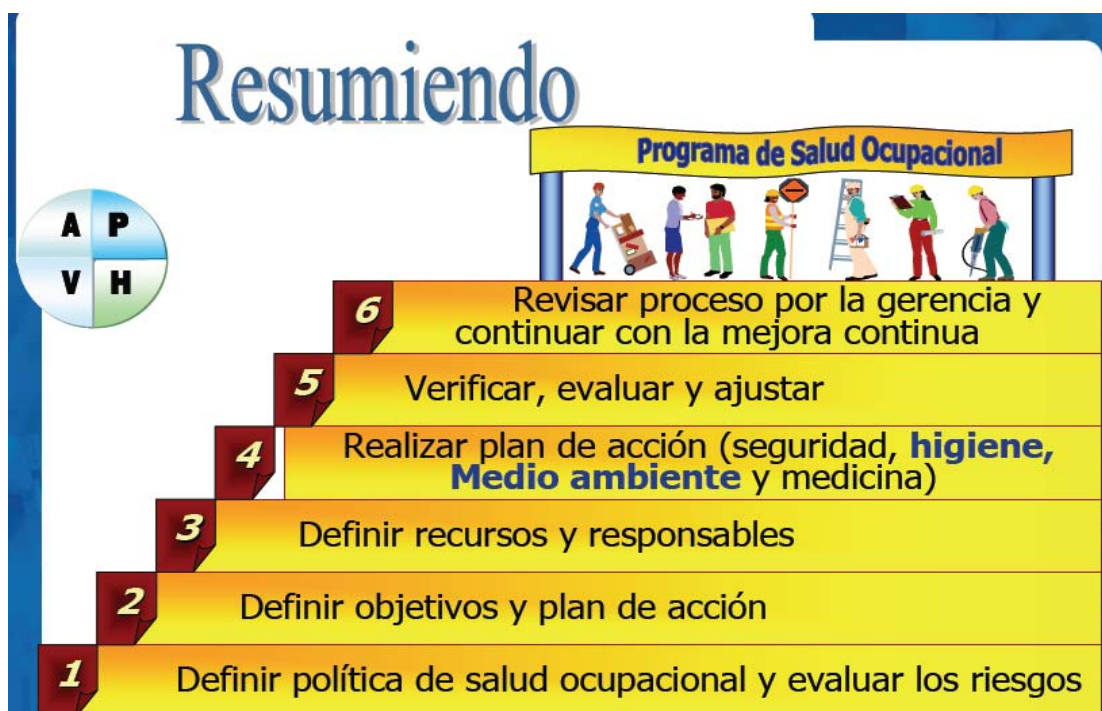 Resumiendo
Programa de Salud Ocupacional
A P
V H
6
Revisar proceso por la gerencia y
continuar con la mejora continua
5
Verificar, evaluar y ajustar
4
Realizar plan de acción (seguridad, higiene,
Medio ambiente y medicina)
3
Definir recursos y responsables
2
Definir objetivos y plan de acción
1
Definir política de salud ocupacional y evaluar los riesgos